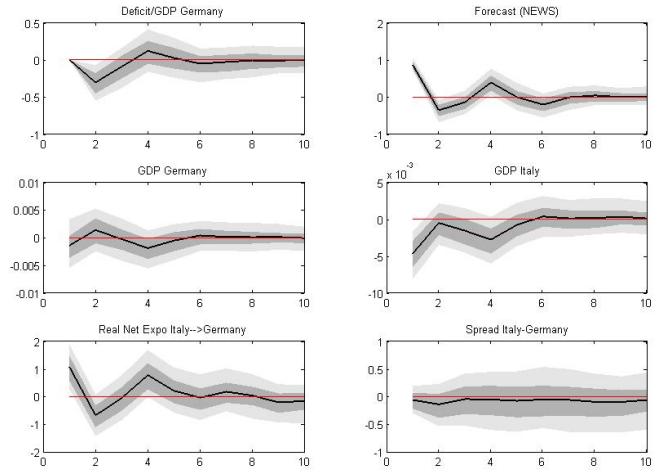 Deficit/GDP Germany
0.5
0
-0.5
-1
0 2 4 6 8 10
Forecast (NEWS)
2
1
0
-1
0 2 4 6 8 10
GDP Germany
0.01
0.005
0
-0.005
-0.01
0 2 4 6 8 10
GDP Italy
x 10⁻³
5
0
-5
-10
0 2 4 6 8 10
Real Net Expo Italy-->Germany
2
1
0
-1
-2
0 2 4 6 8 10
Spread Italy-Germany
1
0.5
0
-0.5
-1
0 2 4 6 8 10